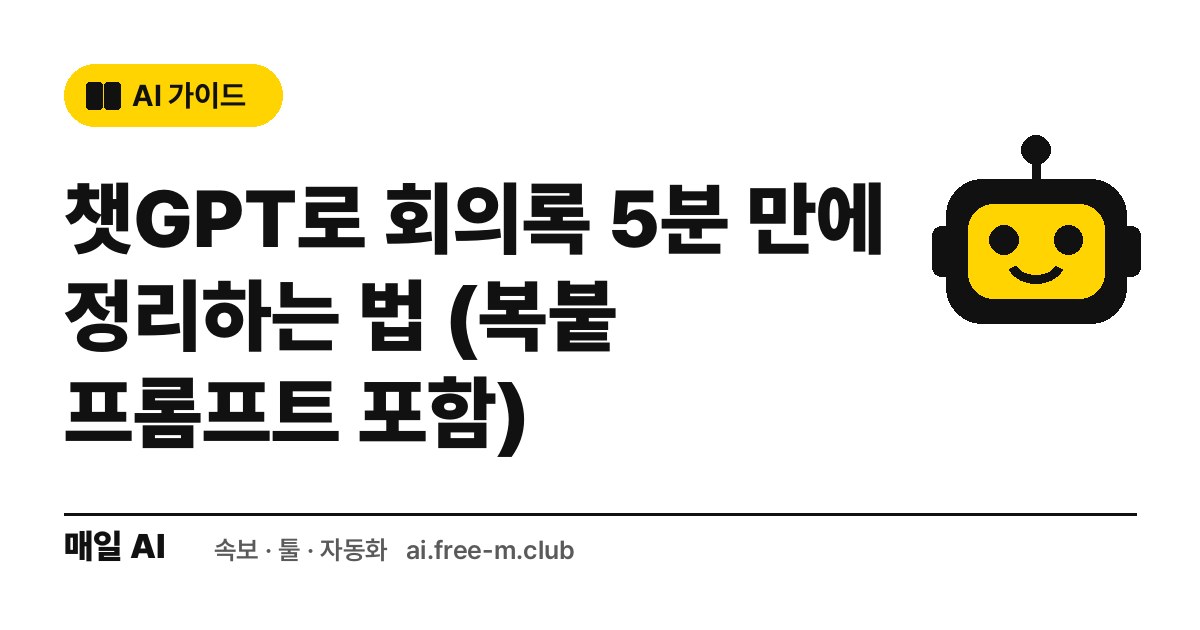 AI 가이드
챗GPT로 회의록 5분 만에
정리하는 법 (복붙
프롬프트 포함)
매일 AI 속보 · 툴 · 자동화 ai.free-m.club